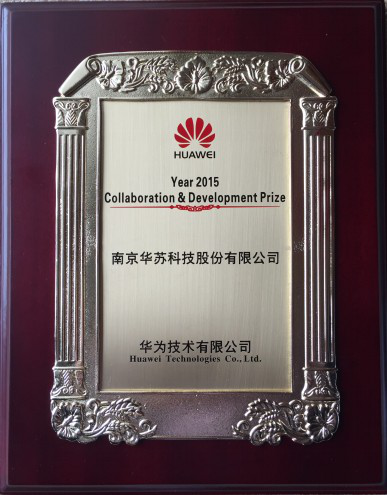 HUAWEI
Year 2015
Collaboration & Development Prize
南京华苏科技股份有限公司
华为技术有限公司
Huawei Technologies Co., Ltd.